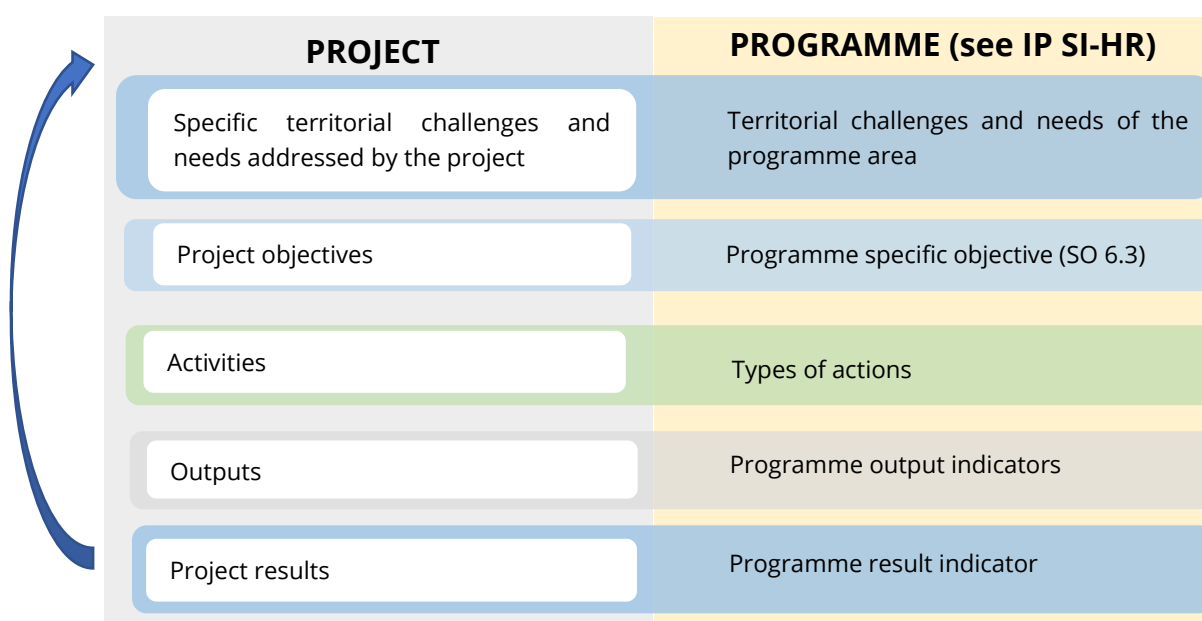 PROJECT
PROGRAMME (see IP SI-HR)
Specific territorial challenges and
needs addressed by the project
Territorial challenges and needs of the
programme area
Project objectives
Programme specific objective (SO 6.3)
Activities
Types of actions
Outputs
Programme output indicators
Project results
Programme result indicator